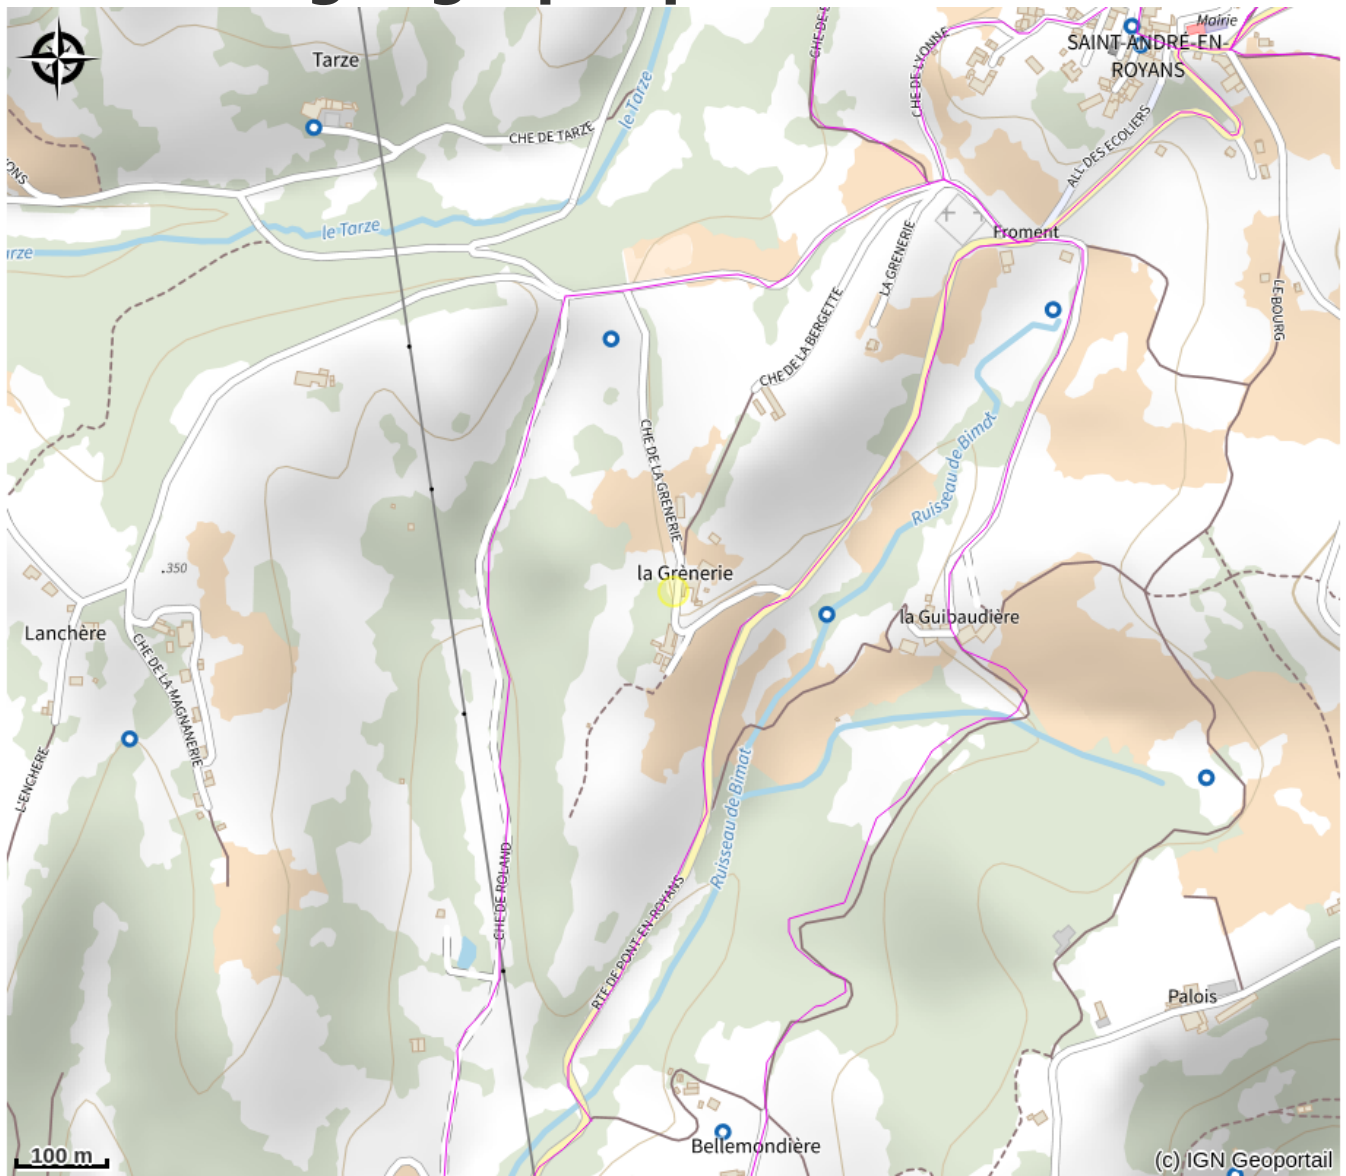 Mairie
SAINT-ANDRÉ-EN-
ROYANS
Tarze
CHE DE LYONNE
le Tarze
CHE DE TARZE
ALL DES ECOLIERS
le Tarze
Froment
LA GRENERIE
LE BOURG
CHE DE LA BERGETTE
CHE DE LA GRENERIE
Ruisseau de Bimat
.350
la Grènerie
la Guibaudière
Lanchère
CHE DE LA MAGNANERIE
L'ENCHERE
Ruisseau de Bimat
CHE DE ROLAND
RTE DE PONT-EN-ROYANS
Palois
Bellemondière
100 m
(c) IGN Geoportail